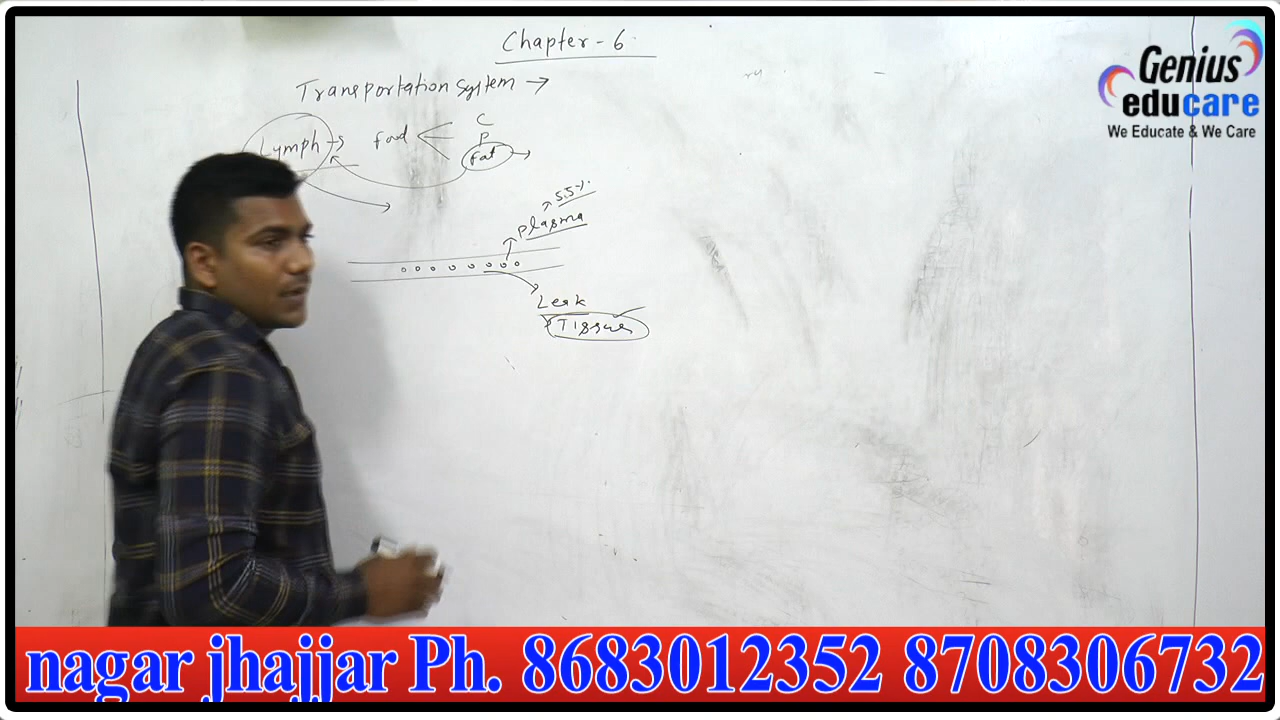 Chapter - 6
Transportation System →
Lymph → food
C
P
fat →
55%.
Plasma
Leak
Tissue
Genius
educare
We Educate & We Care
nagar jhajjar Ph. 8683012352 8708306732